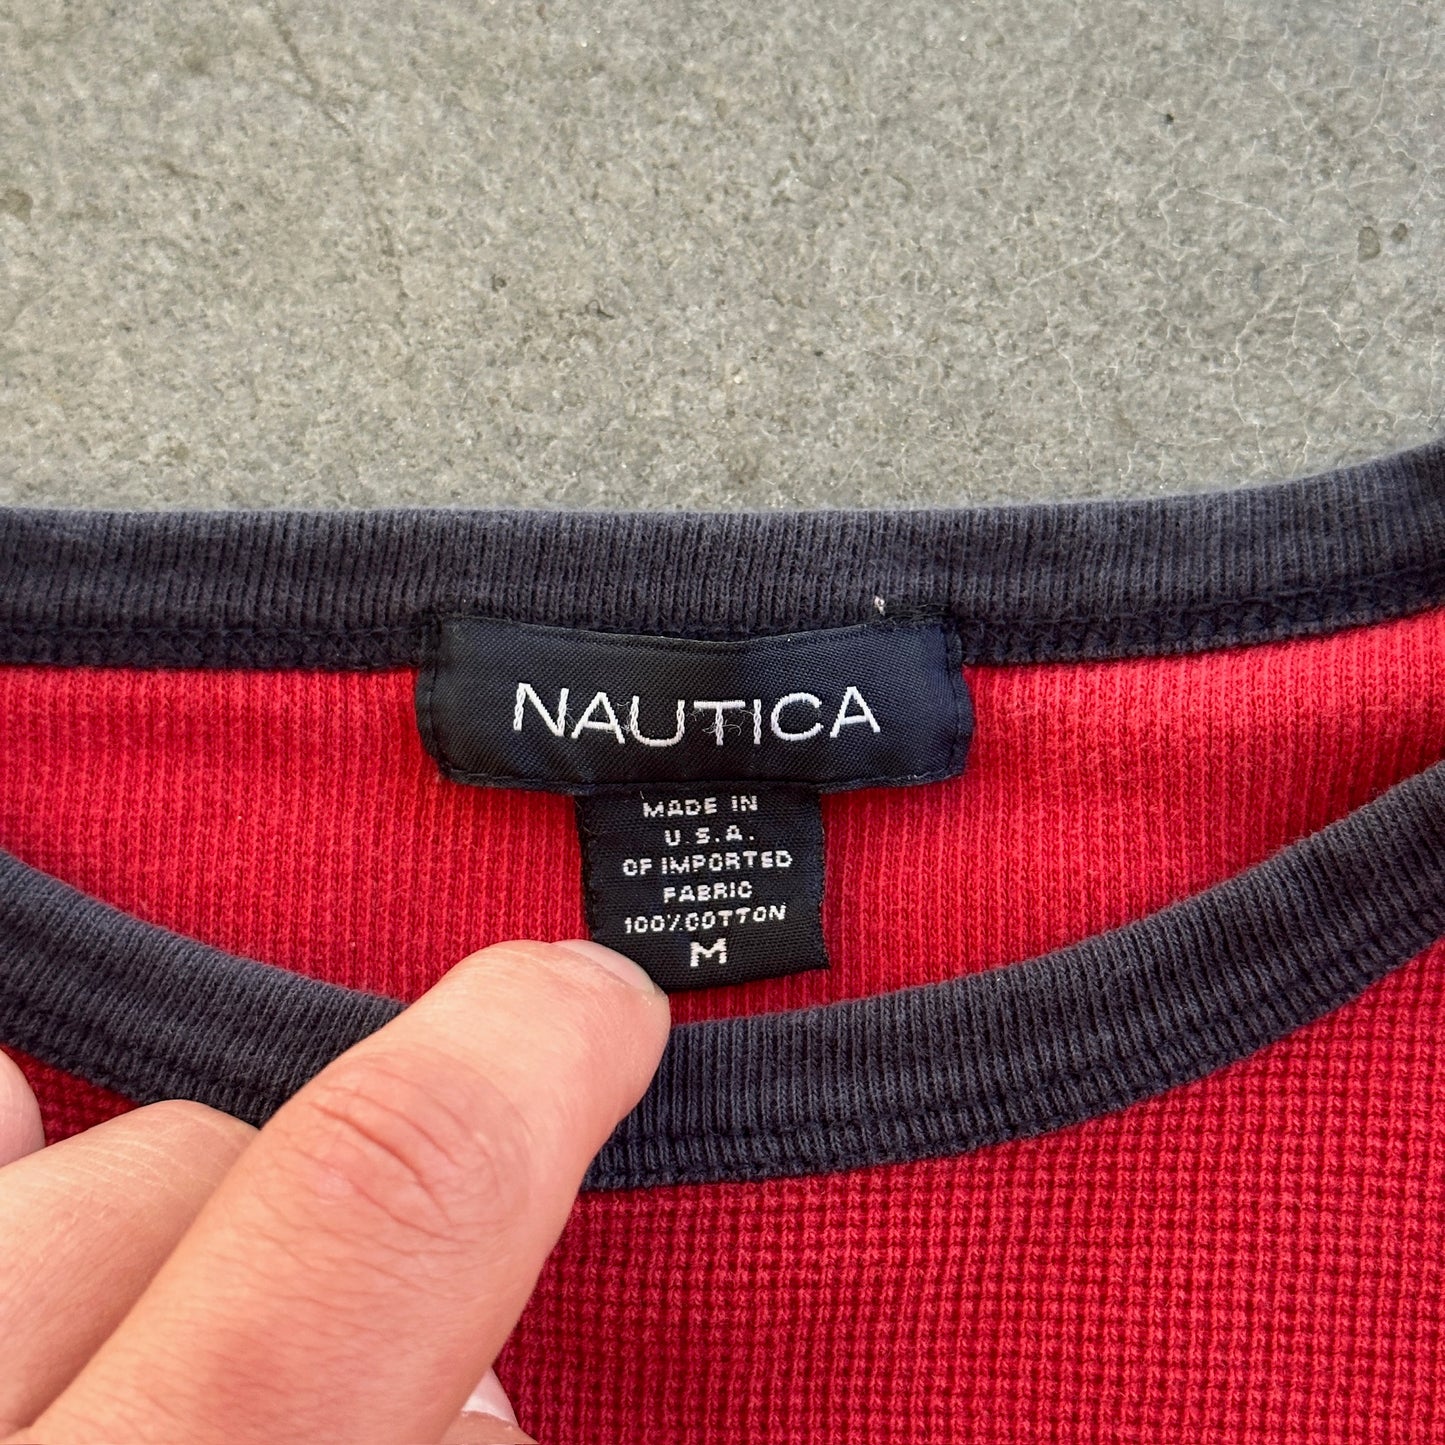 NAUTICA
MADE IN
U.S.A.
OF IMPORTED
FABRIC
100% COTTON
M